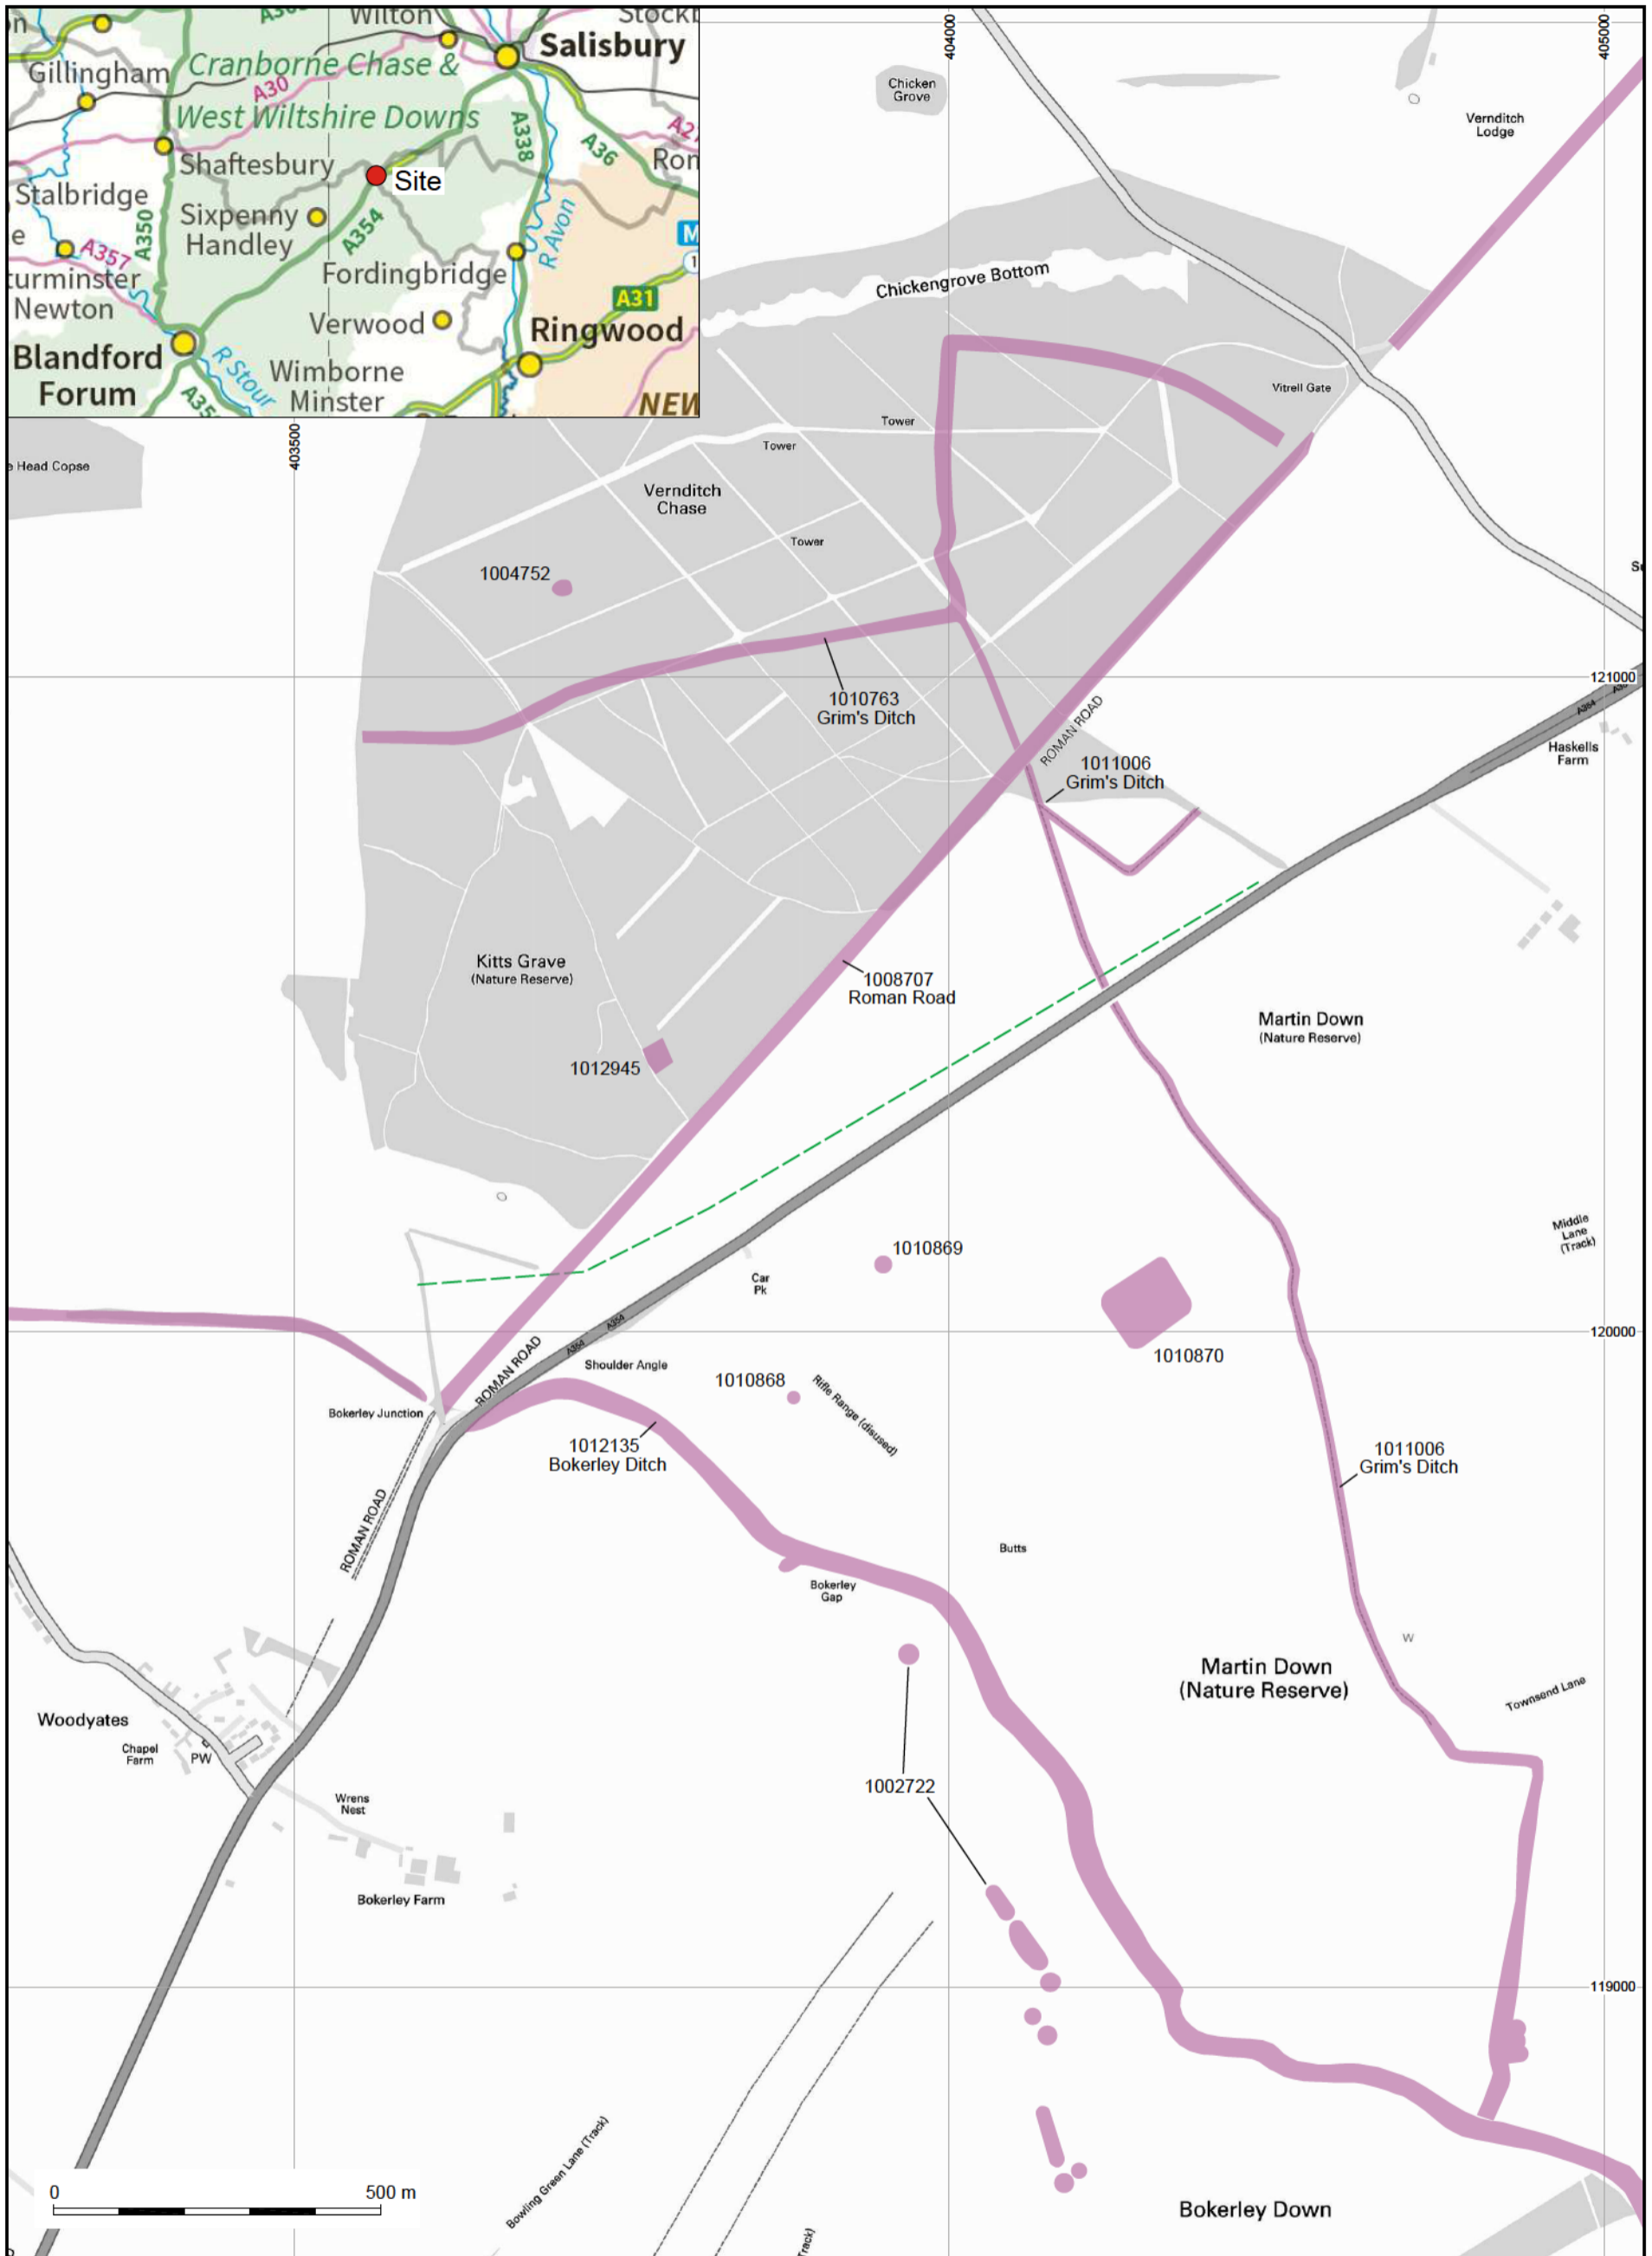 Wilton
Salisbury
Gillingham
Cranborne Chase &
West Wiltshire Downs
A30
A338
A36
Shaftesbury
Site
Stalbridge
A350
Sixpenny
Handley
A354
R Avon
A357
Fordingbridge
Newton
Verwood
A31
Ringwood
Blandford
Forum
R Stour
Wimborne
Minster
404000
405000
Chicken
Grove
Vernditch
Lodge
Chickengrove Bottom
Vitrell Gate
403500
Head Copse
Tower
Tower
Vernditch
Chase
Tower
1004752
121000
1010763
Grim's Ditch
ROMAN ROAD
A354
1011006
Grim's Ditch
Haskells
Farm
Kitts Grave
(Nature Reserve)
1008707
Roman Road
Martin Down
(Nature Reserve)
1012945
Middle
Lane
(Track)
1010869
Car
Pk
A354
A354
120000
ROMAN ROAD
Shoulder Angle
1010870
1010868
Rifle Range (disused)
Bokerley Junction
1012135
Bokerley Ditch
1011006
Grim's Ditch
ROMAN ROAD
Butts
Bokerley
Gap
W
Martin Down
(Nature Reserve)
Townsend Lane
Woodyates
Chapel
Farm
PW
1002722
Wrens
Nest
Bokerley Farm
119000
Bowling Green Lane (Track)
0
500 m
Bokerley Down
Track)